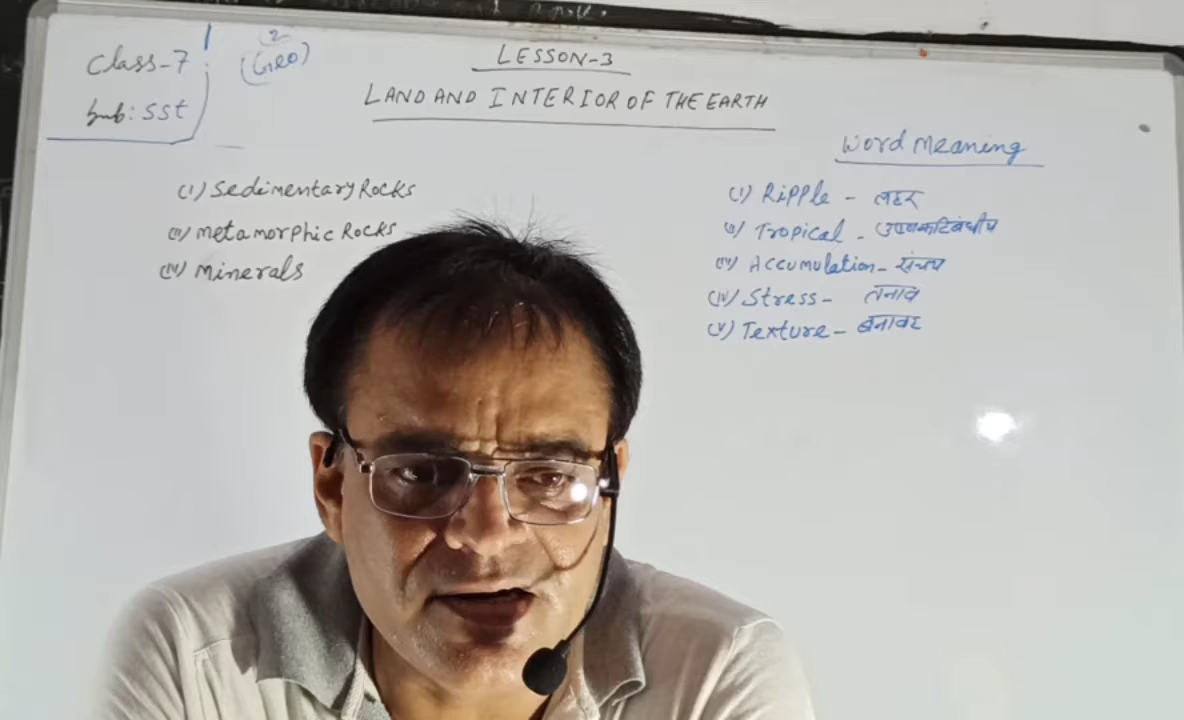 Class-7
Sub: SST
2
(Geo)
LESSON-3
LAND AND INTERIOR OF THE EARTH
(i) Sedimentary Rocks
(ii) Metamorphic Rocks
(iv) Minerals
Word Meaning
(i) Ripple - लहर
(ii) Tropical - उष्णकटिबंधीय
(iii) Accumulation - संचय
(iv) Stress - तनाव
(v) Texture - बनावट